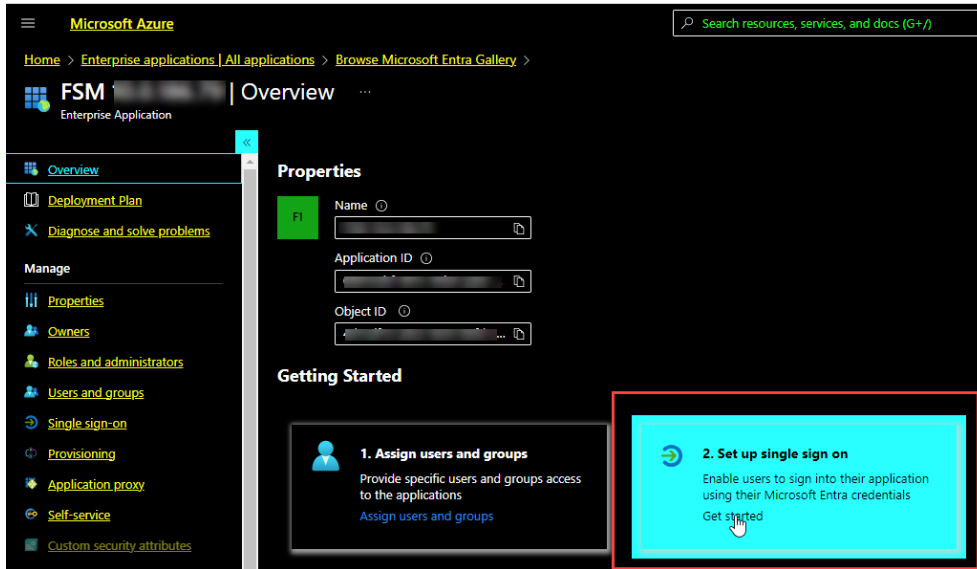 Microsoft Azure
Search resources, services, and docs (G+/)
Home > Enterprise applications | All applications > Browse Microsoft Entra Gallery >
FSM | Overview ...
Enterprise Application
«
Overview
Deployment Plan
Diagnose and solve problems
Manage
Properties
Owners
Roles and administrators
Users and groups
Single sign-on
Provisioning
Application proxy
Self-service
Custom security attributes
Properties
F1
Name
Application ID
Object ID
...
Getting Started
1. Assign users and groups
Provide specific users and groups access
to the applications
Assign users and groups
2. Set up single sign on
Enable users to sign into their application
using their Microsoft Entra credentials
Get started